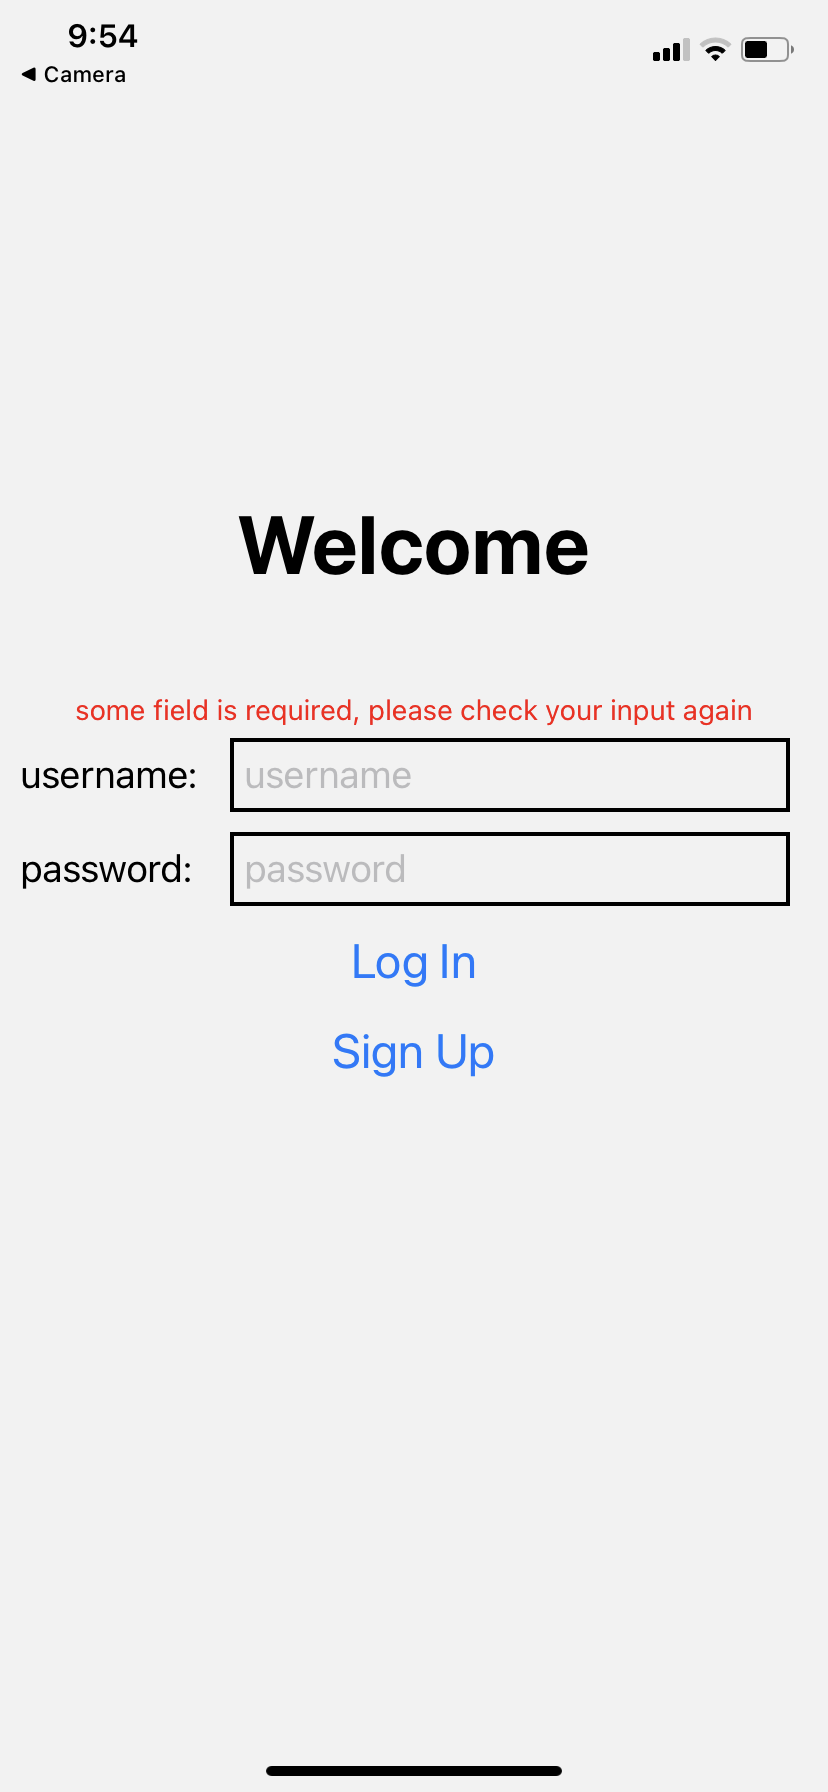 9:54
◀ Camera
Welcome
some field is required, please check your input again
username: username
password: password
Log In
Sign Up